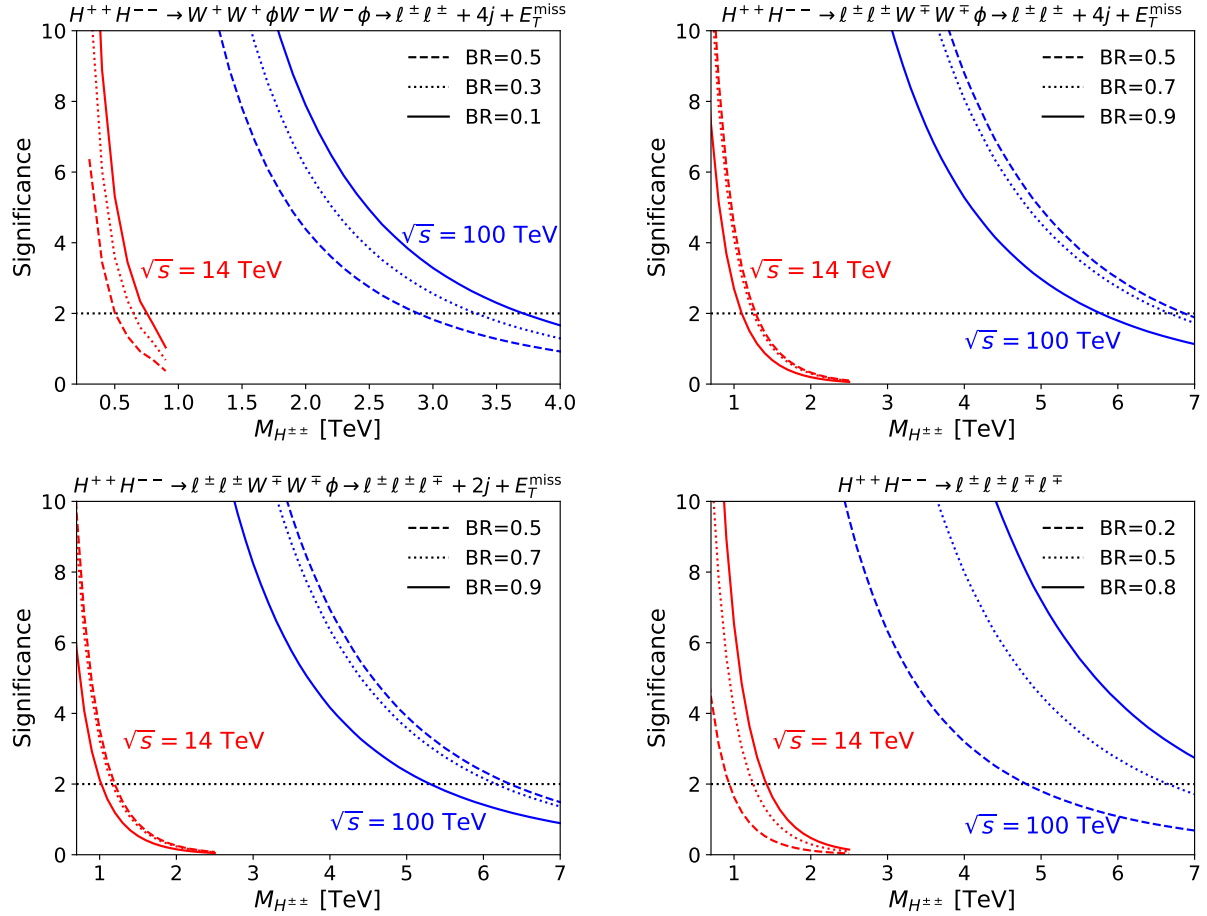 H⁺⁺H⁻⁻ → W⁺W⁺ϕW⁻W⁻ϕ → ℓ±ℓ± + 4j + E_T^miss
10
8
6
4
2
0
Significance
BR=0.5
BR=0.3
BR=0.1
√s = 100 TeV
√s = 14 TeV
0.5 1.0 1.5 2.0 2.5 3.0 3.5 4.0
M_H±± [TeV]
H⁺⁺H⁻⁻ → ℓ±ℓ±W∓W∓ϕ → ℓ±ℓ± + 4j + E_T^miss
10
8
6
4
2
0
Significance
BR=0.5
BR=0.7
BR=0.9
√s = 14 TeV
√s = 100 TeV
1 2 3 4 5 6 7
M_H±± [TeV]
H⁺⁺H⁻⁻ → ℓ±ℓ±W∓W∓ϕ → ℓ±ℓ±ℓ∓ + 2j + E_T^miss
10
8
6
4
2
0
Significance
BR=0.5
BR=0.7
BR=0.9
√s = 14 TeV
√s = 100 TeV
1 2 3 4 5 6 7
M_H±± [TeV]
H⁺⁺H⁻⁻ → ℓ±ℓ±ℓ∓ℓ∓
10
8
6
4
2
0
Significance
BR=0.2
BR=0.5
BR=0.8
√s = 14 TeV
√s = 100 TeV
1 2 3 4 5 6 7
M_H±± [TeV]